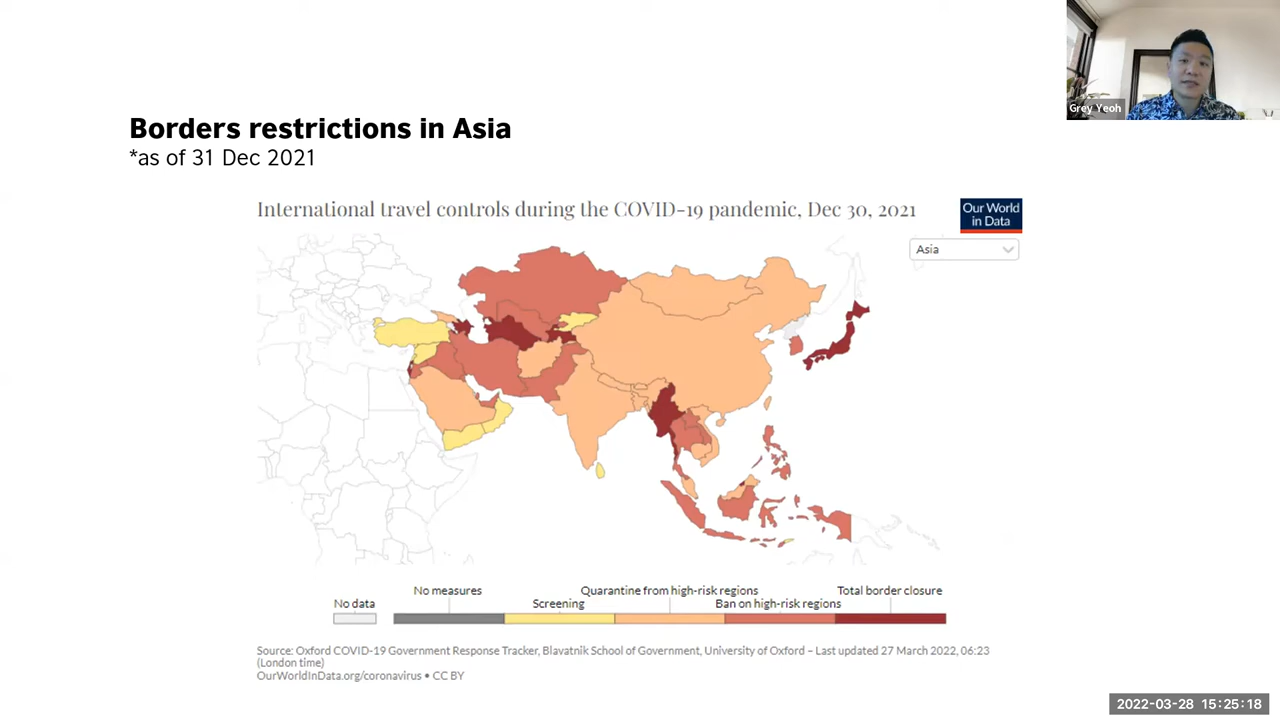 Grey Yeoh
Borders restrictions in Asia
*as of 31 Dec 2021
International travel controls during the COVID-19 pandemic, Dec 30, 2021
Our World
in Data
Asia
No data
No measures
Screening
Quarantine from high-risk regions
Ban on high-risk regions
Total border closure
Source: Oxford COVID-19 Government Response Tracker, Blavatnik School of Government, University of Oxford – Last updated 27 March 2022, 06:23
(London time)
OurWorldInData.org/coronavirus • CC BY
2022-03-28 15:25:18